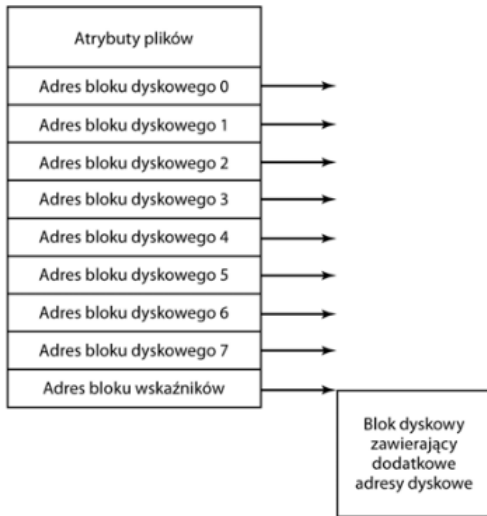 Atrybuty plików
Adres bloku dyskowego 0
Adres bloku dyskowego 1
Adres bloku dyskowego 2
Adres bloku dyskowego 3
Adres bloku dyskowego 4
Adres bloku dyskowego 5
Adres bloku dyskowego 6
Adres bloku dyskowego 7
Adres bloku wskaźników
Blok dyskowy
zawierający
dodatkowe
adresy dyskowe